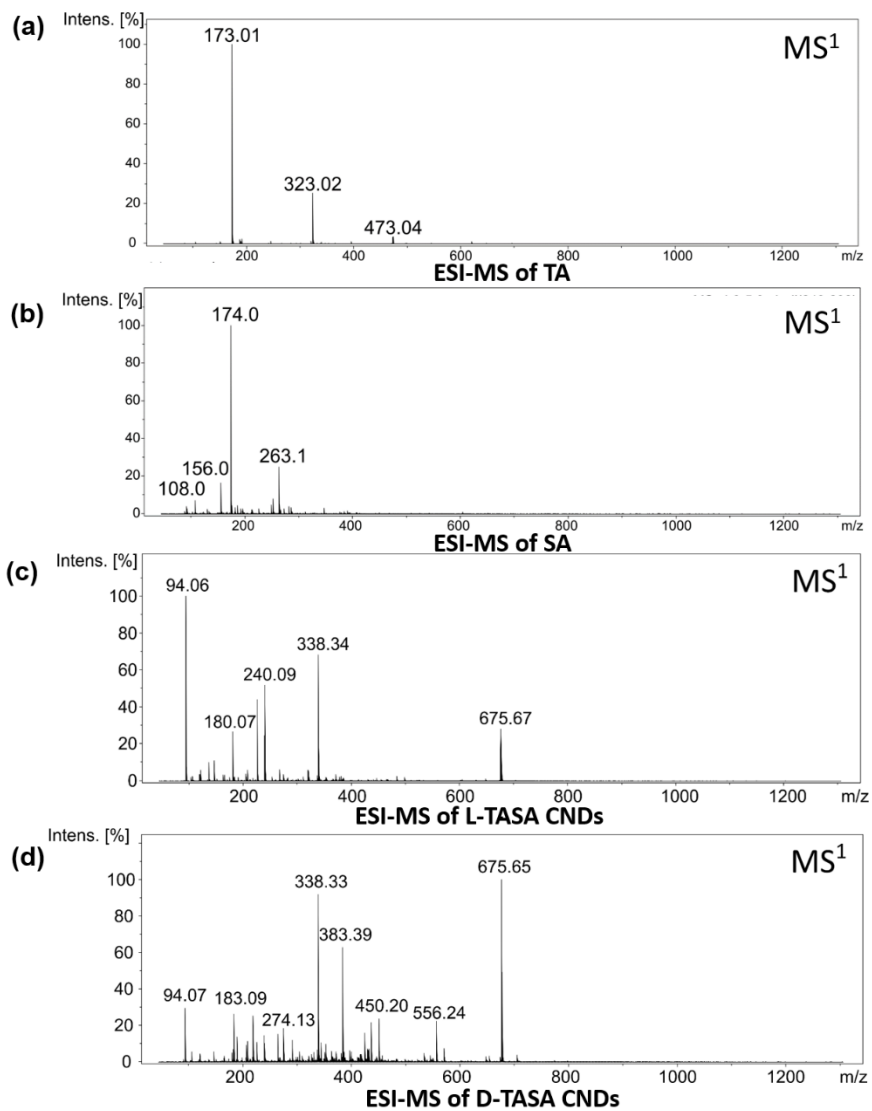 (a)
Intens. [%]
MS¹
173.01
100
80
60
40
323.02
20
473.04
0
200 400 600 800 1000 1200 m/z
ESI-MS of TA
(b)
Intens. [%]
MS¹
174.0
100
80
60
40
263.1
20
156.0
108.0
0
200 400 600 800 1000 1200
ESI-MS of SA
(c)
Intens. [%]
MS¹
94.06
100
80
338.34
60
240.09
40
180.07
675.67
20
0
200 400 600 800 1000 1200 m/z
ESI-MS of L-TASA CNDs
(d)
Intens. [%]
MS¹
675.65
100
338.33
80
383.39
60
40
94.07 183.09
450.20
556.24
20
274.13
0
200 400 600 800 1000 1200 m/z
ESI-MS of D-TASA CNDs